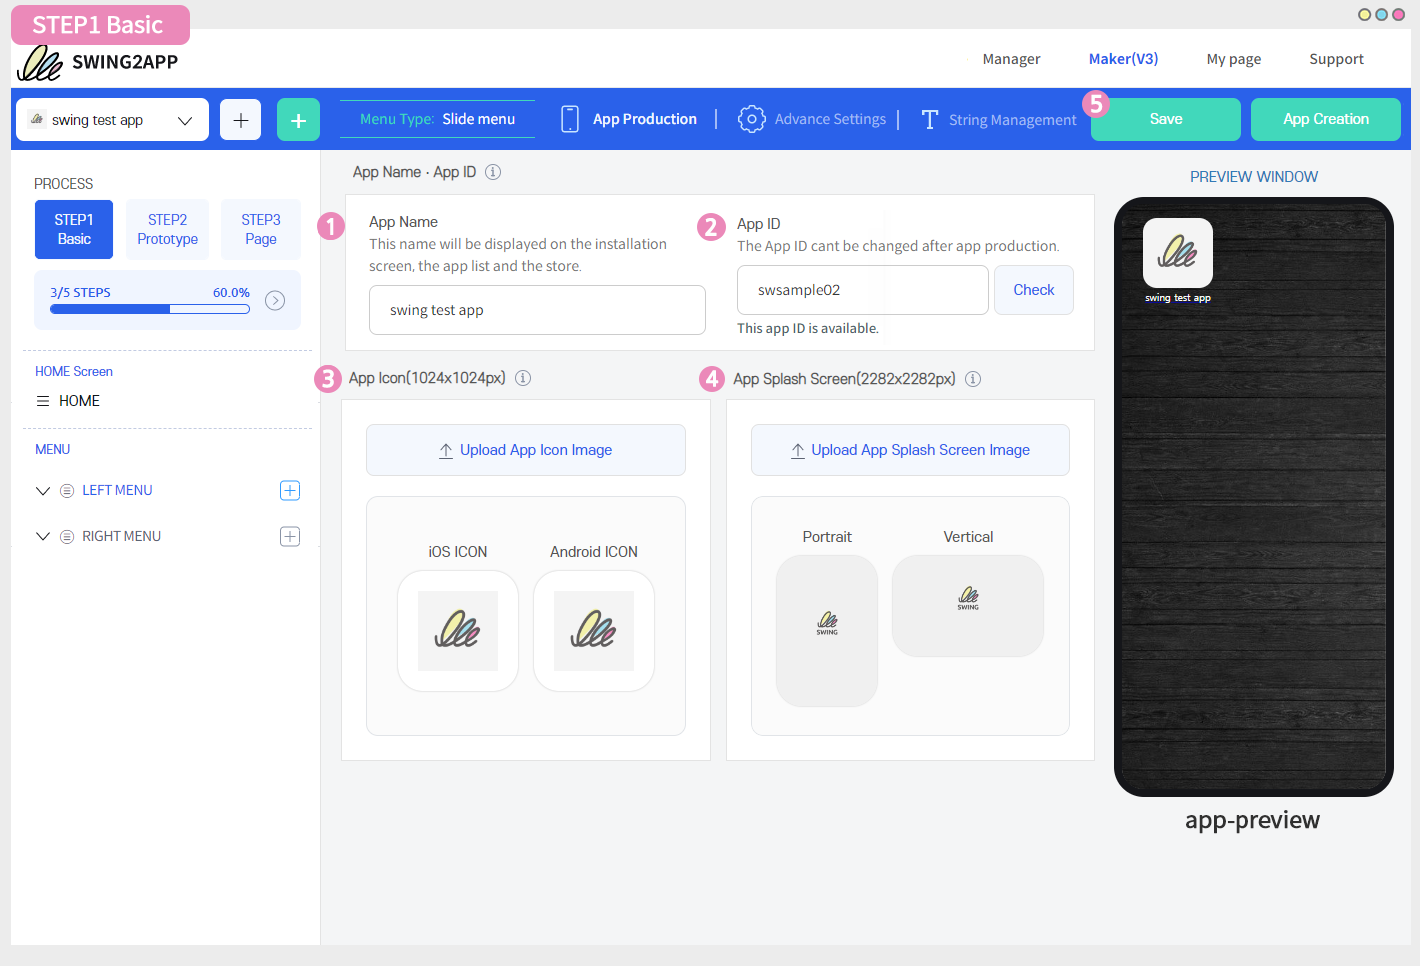 STEP1 Basic
SWING2APP
Manager
Maker(V3)
My page
Support
swing test app
Menu Type: Slide menu
App Production
Advance Settings
String Management
5
Save
App Creation
PROCESS
STEP1
Basic
STEP2
Prototype
STEP3
Page
3/5 STEPS
60.0%
HOME Screen
HOME
MENU
LEFT MENU
RIGHT MENU
App Name · App ID
1
App Name
This name will be displayed on the installation
screen, the app list and the store.
swing test app
2
App ID
The App ID cant be changed after app production.
swsample02
Check
This app ID is available.
3
App Icon(1024x1024px)
Upload App Icon Image
iOS ICON
Android ICON
4
App Splash Screen(2282x2282px)
Upload App Splash Screen Image
Portrait
SWING
Vertical
SWING
PREVIEW WINDOW
swing test app
app-preview